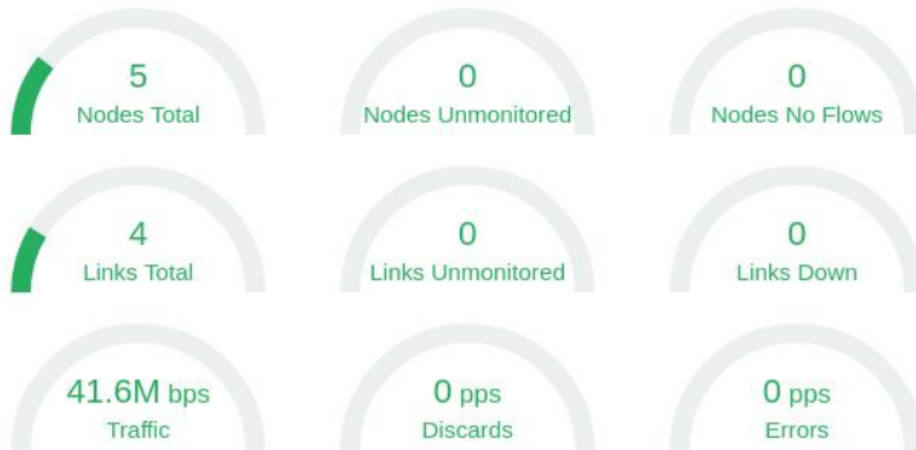 5
Nodes Total
0
Nodes Unmonitored
0
Nodes No Flows
4
Links Total
0
Links Unmonitored
0
Links Down
41.6M bps
Traffic
0 pps
Discards
0 pps
Errors